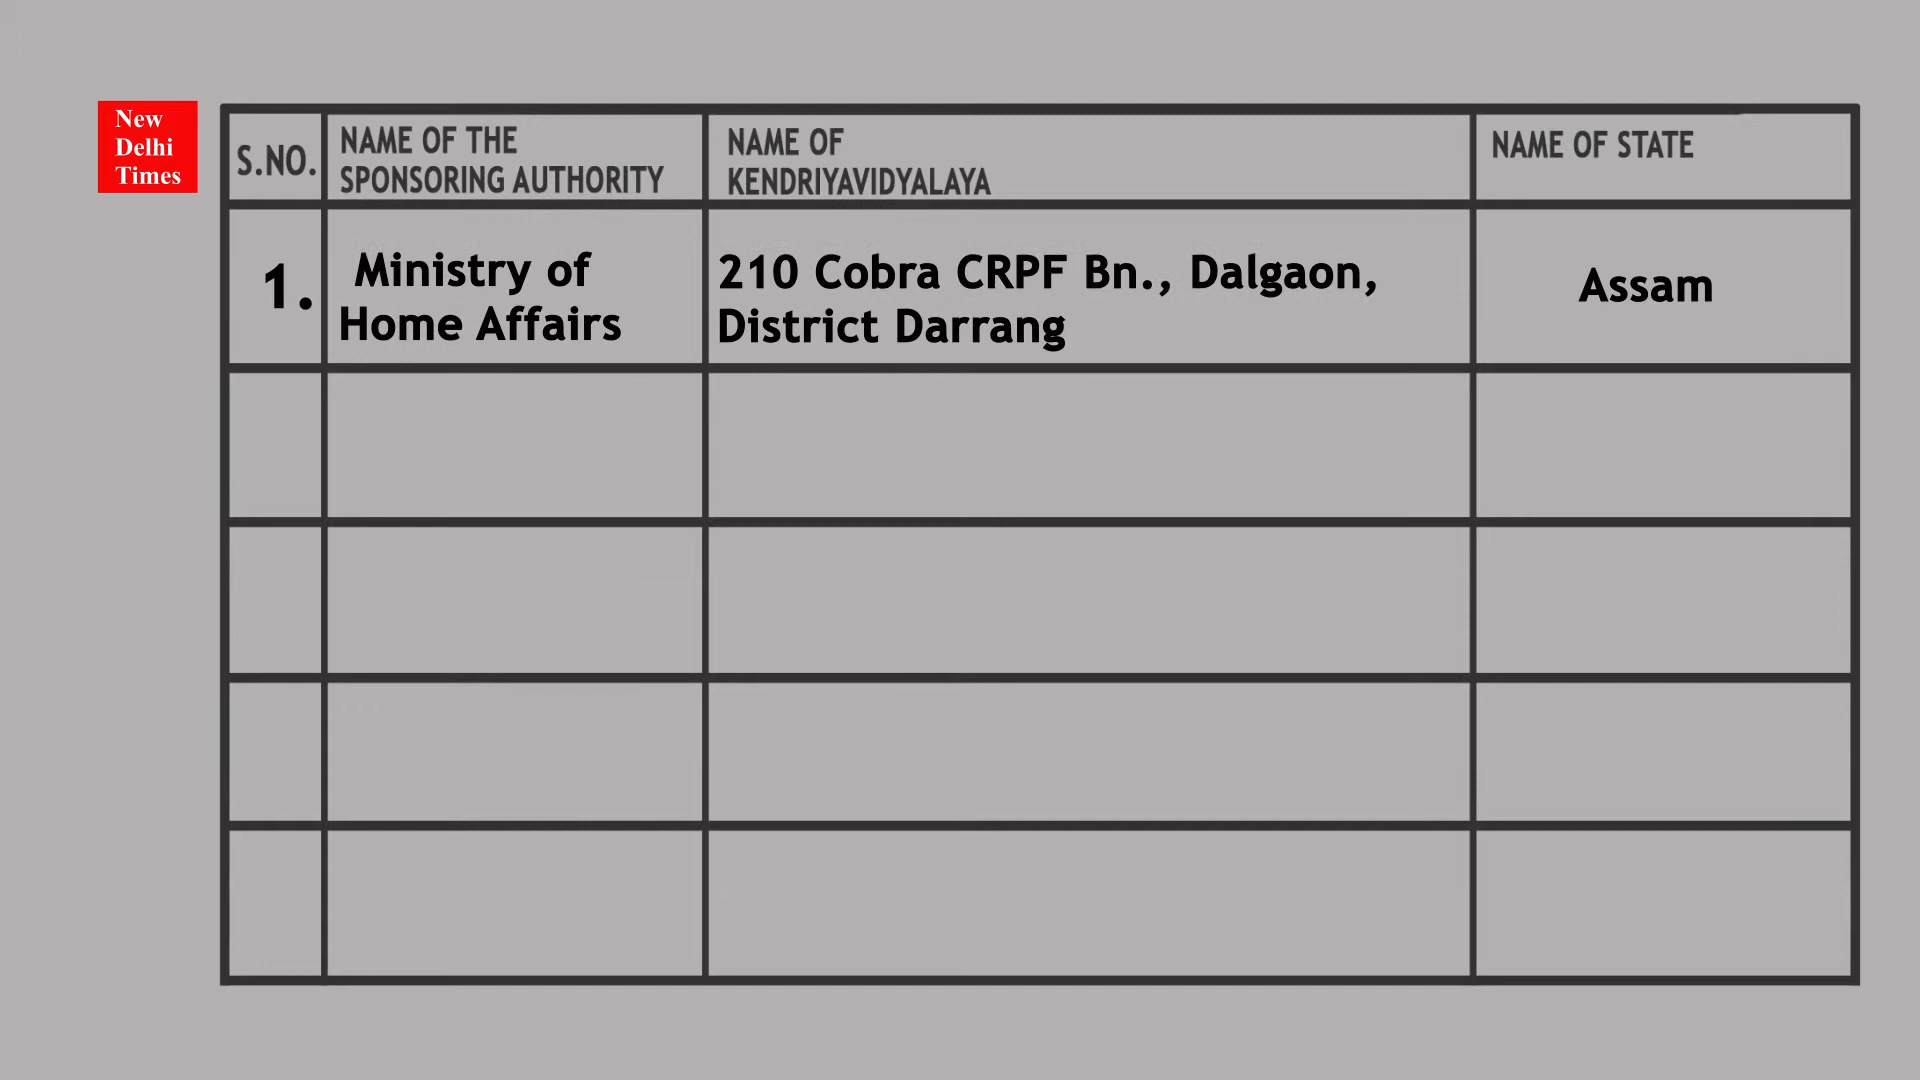 New
Delhi
Times
S.NO.
NAME OF THE
SPONSORING AUTHORITY
NAME OF
KENDRIYAVIDYALAYA
NAME OF STATE
1.
Ministry of
Home Affairs
210 Cobra CRPF Bn., Dalgaon,
District Darrang
Assam